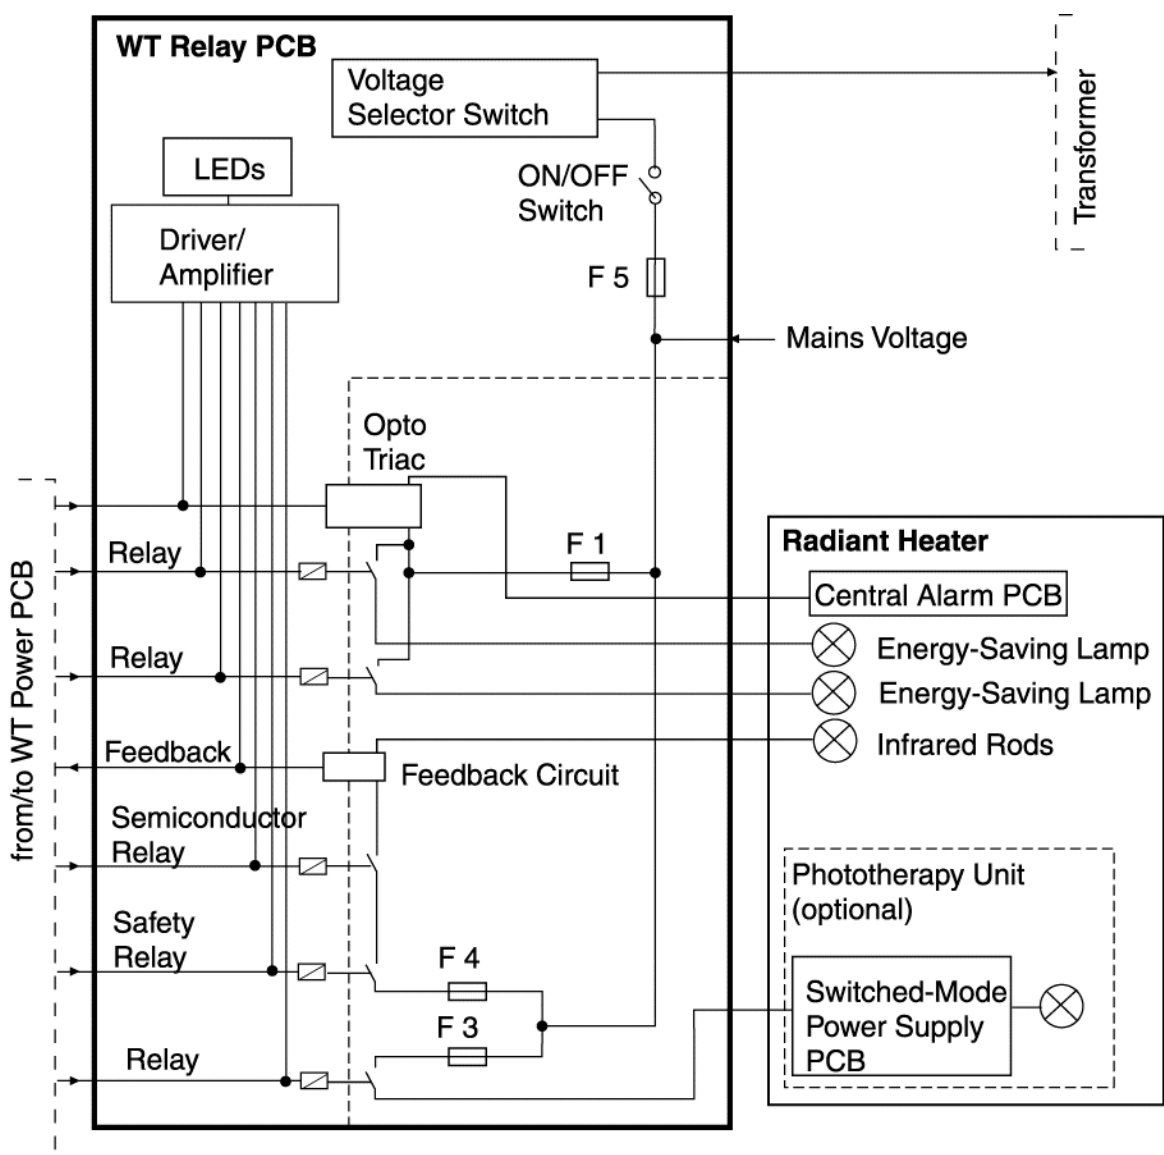 WT Relay PCB
Voltage
Selector Switch
LEDs
ON/OFF
Switch
Transformer
Driver/
Amplifier
F 5
Mains Voltage
Opto
Triac
F 1
Relay
Radiant Heater
Central Alarm PCB
from/to WT Power PCB
Energy-Saving Lamp
Relay
Energy-Saving Lamp
Infrared Rods
Feedback
Feedback Circuit
Semiconductor
Relay
Phototherapy Unit
(optional)
Safety
Relay
F 4
Switched-Mode
Power Supply
PCB
F 3
Relay